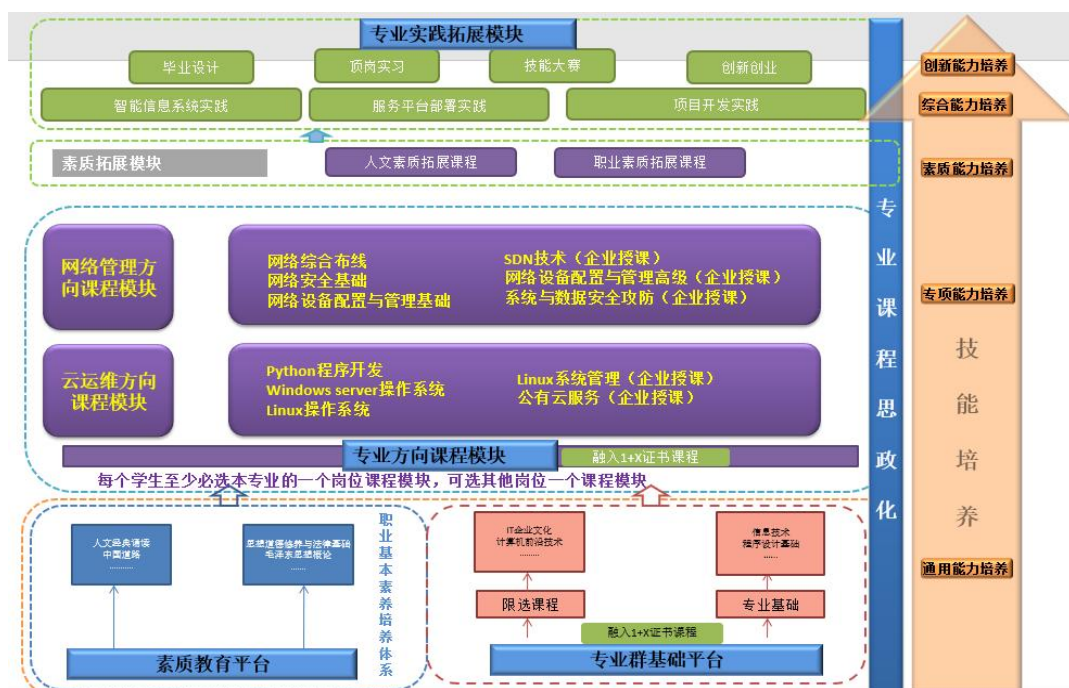 专业实践拓展模块
毕业设计
顶岗实习
技能大赛
创新创业
智能信息系统实践
服务平台部署实践
项目开发实践
素质拓展模块
人文素质拓展课程
职业素质拓展课程
网络管理方
向课程模块
网络综合布线
网络安全基础
网络设备配置与管理基础
SDN技术（企业授课）
网络设备配置与管理高级（企业授课）
系统与数据安全攻防（企业授课）
云运维方向
课程模块
Python程序开发
Windows server操作系统
Linux操作系统
Linux系统管理（企业授课）
公有云服务（企业授课）
专业方向课程模块
融入1+X证书课程
每个学生至少必选本专业的一个岗位课程模块，可选其他岗位一个课程模块
人文经典诵读
中国道路
………
思想道德修养与法律基础
毛泽东思想概论
………
职业基本素养培养体系
素质教育平台
IT企业文化
计算机前沿技术
………
信息技术
程序设计基础
……
限选课程
专业基础
融入1+X证书课程
专业群基础平台
专业课程思政化
创新能力培养
综合能力培养
素质能力培养
专项能力培养
技能培养
通用能力培养